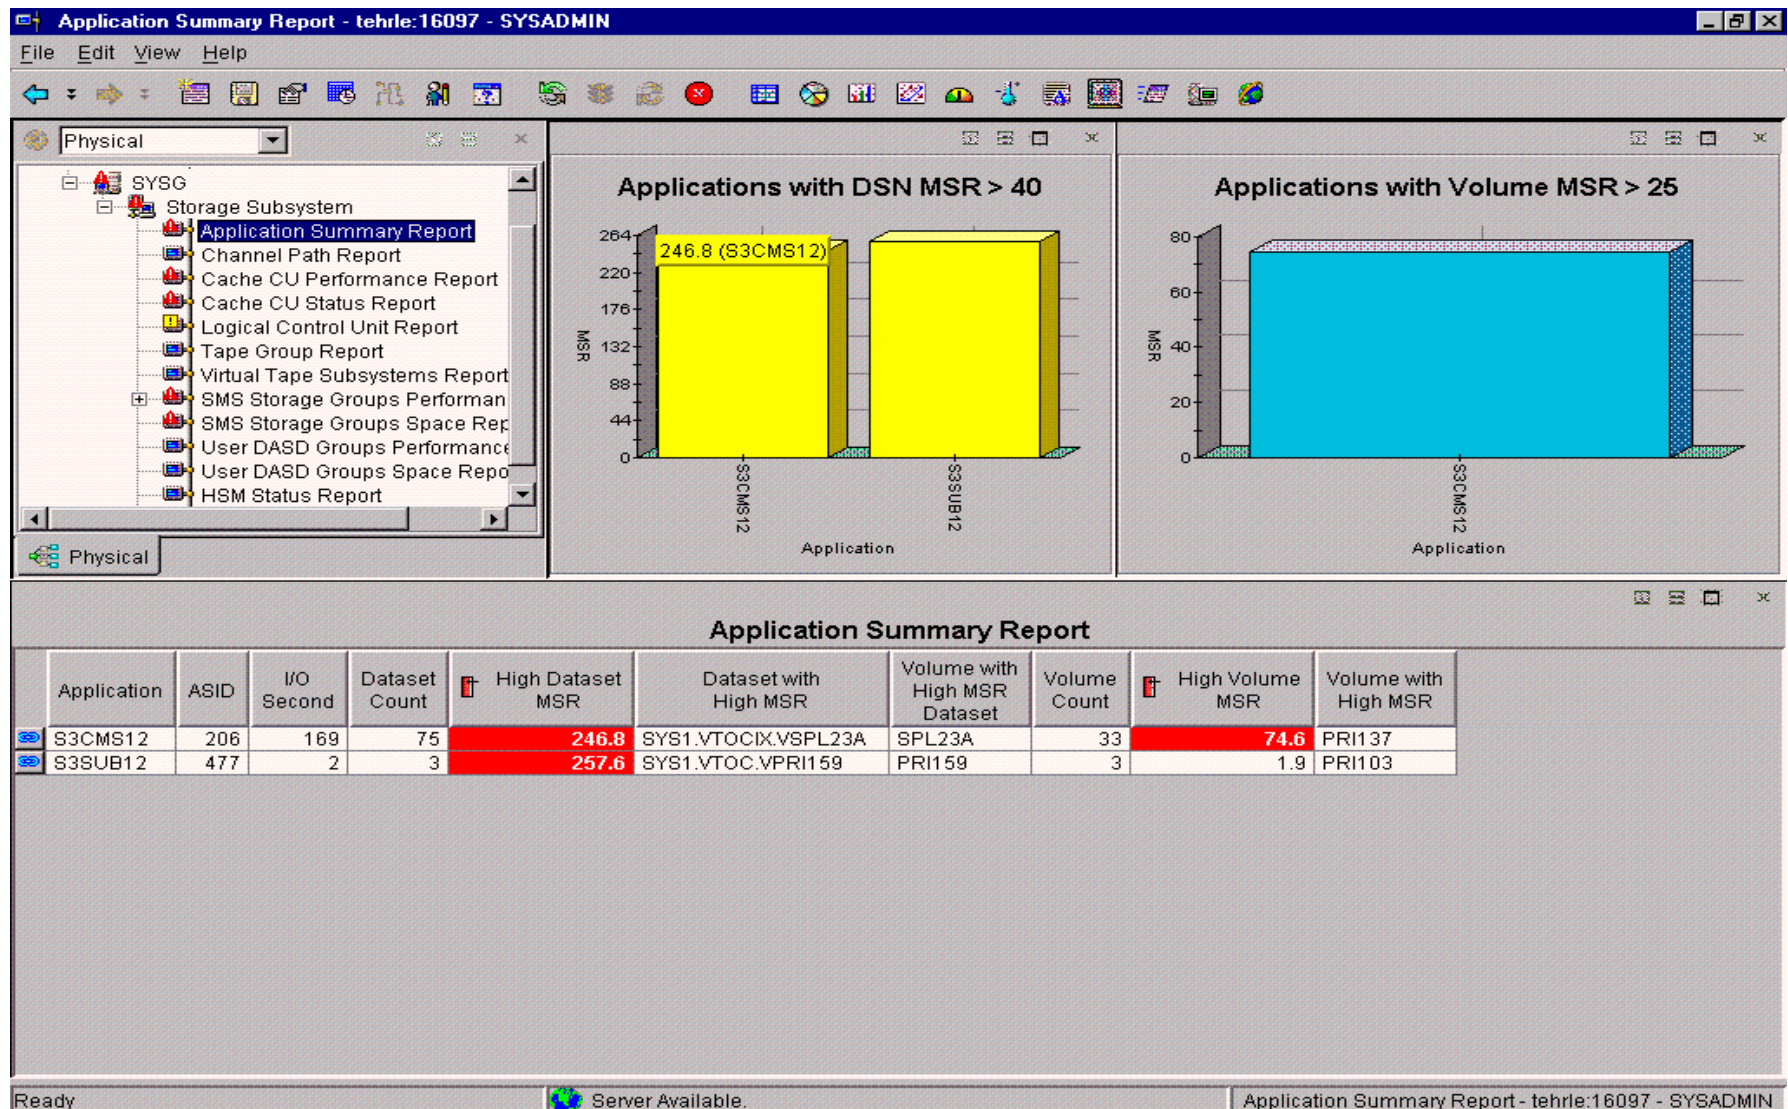 Application Summary Report - tehrle:16097 - SYSADMIN
File Edit View Help
Physical
SYSG
Storage Subsystem
Application Summary Report
Channel Path Report
Cache CU Performance Report
Cache CU Status Report
Logical Control Unit Report
Tape Group Report
Virtual Tape Subsystems Report
SMS Storage Groups Performan
SMS Storage Groups Space Rep
User DASD Groups Performance
User DASD Groups Space Repo
HSM Status Report
Physical
Applications with DSN MSR > 40
264
220
176
132
88
44
0
MSR
246.8 (S3CMS12)
S3CMS12
S3SUB12
Application
Applications with Volume MSR > 25
80
60
40
20
0
MSR
S3CMS12
Application
Application Summary Report
Application ASID I/O Second Dataset Count High Dataset MSR Dataset with High MSR Volume with High MSR Dataset Volume Count High Volume MSR Volume with High MSR
S3CMS12 206 169 75 246.8 SYS1.VTOCIX.VSPL23A SPL23A 33 74.6 PRI137
S3SUB12 477 2 3 257.6 SYS1.VTOC.VPRI159 PRI159 3 1.9 PRI103
Ready
Server Available.
Application Summary Report - tehrle:16097 - SYSADMIN